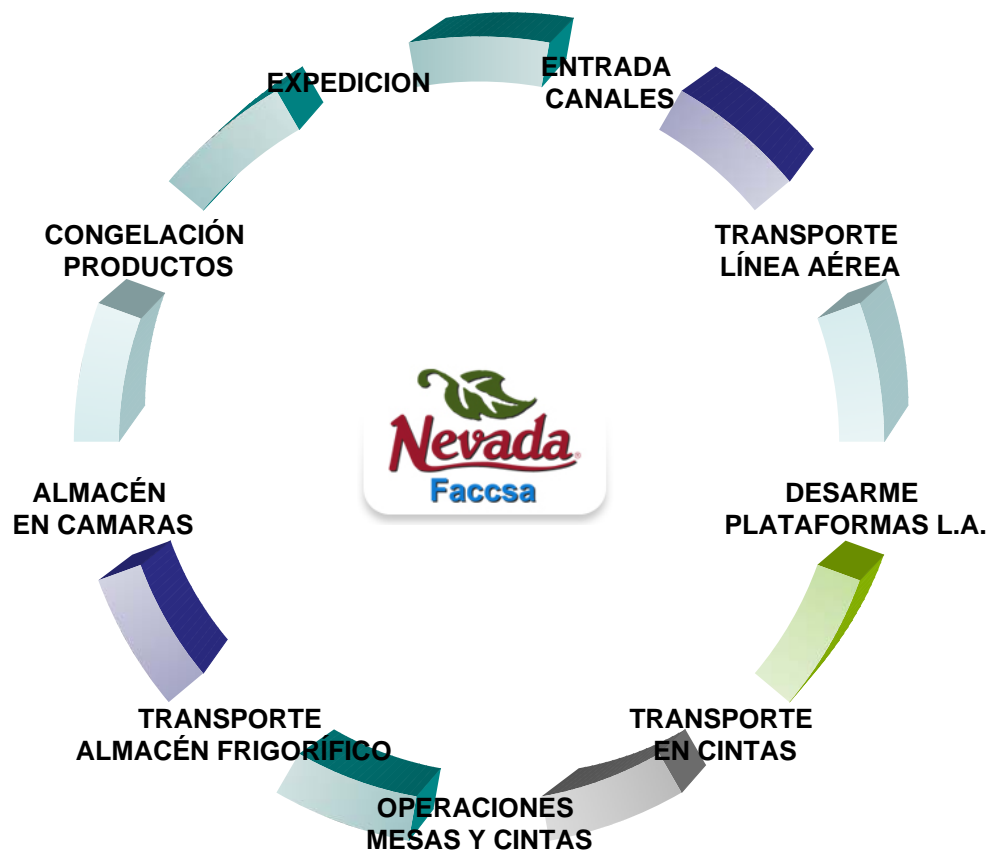 EXPEDICION
ENTRADA
CANALES
TRANSPORTE
LÍNEA AÉREA
DESARME
PLATAFORMAS L.A.
TRANSPORTE
EN CINTAS
OPERACIONES
MESAS Y CINTAS
TRANSPORTE
ALMACÉN FRIGORÍFICO
ALMACÉN
EN CAMARAS
CONGELACIÓN
PRODUCTOS
Nevada®
Faccsa